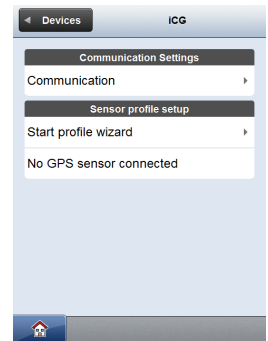 Devices
iCG
Communication Settings
Communication
Sensor profile setup
Start profile wizard
No GPS sensor connected